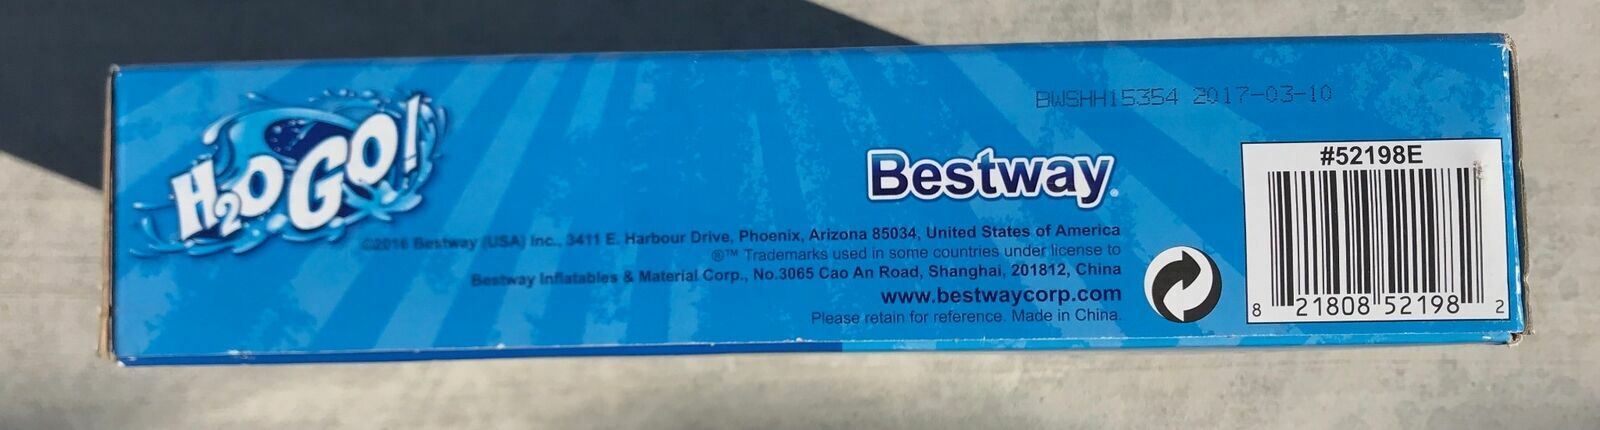 H2OGO!
BWSHH15354 2017-03-10
Bestway®
©2016 Bestway (USA) Inc., 3411 E. Harbour Drive, Phoenix, Arizona 85034, United States of America
®™ Trademarks used in some countries under license to
Bestway Inflatables & Material Corp., No.3065 Cao An Road, Shanghai, 201812, China
www.bestwaycorp.com
Please retain for reference. Made in China.
#52198E
8 21808 52198 2